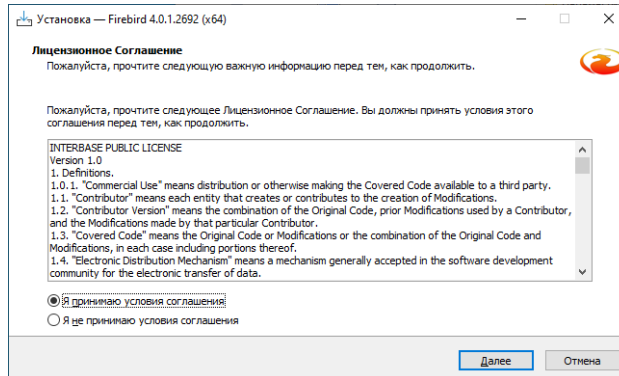 Установка — Firebird 4.0.1.2692 (x64)
Лицензионное Соглашение
Пожалуйста, прочтите следующую важную информацию перед тем, как продолжить.
Пожалуйста, прочтите следующее Лицензионное Соглашение. Вы должны принять условия этого
соглашения перед тем, как продолжить.
INTERBASE PUBLIC LICENSE
Version 1.0
1. Definitions.
1.0.1. "Commercial Use" means distribution or otherwise making the Covered Code available to a third party.
1.1. "Contributor" means each entity that creates or contributes to the creation of Modifications.
1.2. "Contributor Version" means the combination of the Original Code, prior Modifications used by a Contributor,
and the Modifications made by that particular Contributor.
1.3. "Covered Code" means the Original Code or Modifications or the combination of the Original Code and
Modifications, in each case including portions thereof.
1.4. "Electronic Distribution Mechanism" means a mechanism generally accepted in the software development
community for the electronic transfer of data.
Я принимаю условия соглашения
Я не принимаю условия соглашения
Далее
Отмена